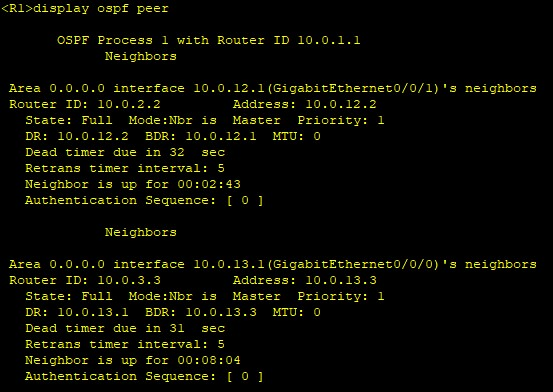 <R1>display ospf peer
OSPF Process 1 with Router ID 10.0.1.1
Neighbors
Area 0.0.0.0 interface 10.0.12.1(GigabitEthernet0/0/1)'s neighbors
Router ID: 10.0.2.2 Address: 10.0.12.2
State: Full Mode:Nbr is Master Priority: 1
DR: 10.0.12.2 BDR: 10.0.12.1 MTU: 0
Dead timer due in 32 sec
Retrans timer interval: 5
Neighbor is up for 00:02:43
Authentication Sequence: [ 0 ]
Neighbors
Area 0.0.0.0 interface 10.0.13.1(GigabitEthernet0/0/0)'s neighbors
Router ID: 10.0.3.3 Address: 10.0.13.3
State: Full Mode:Nbr is Master Priority: 1
DR: 10.0.13.1 BDR: 10.0.13.3 MTU: 0
Dead timer due in 31 sec
Retrans timer interval: 5
Neighbor is up for 00:08:04
Authentication Sequence: [ 0 ]